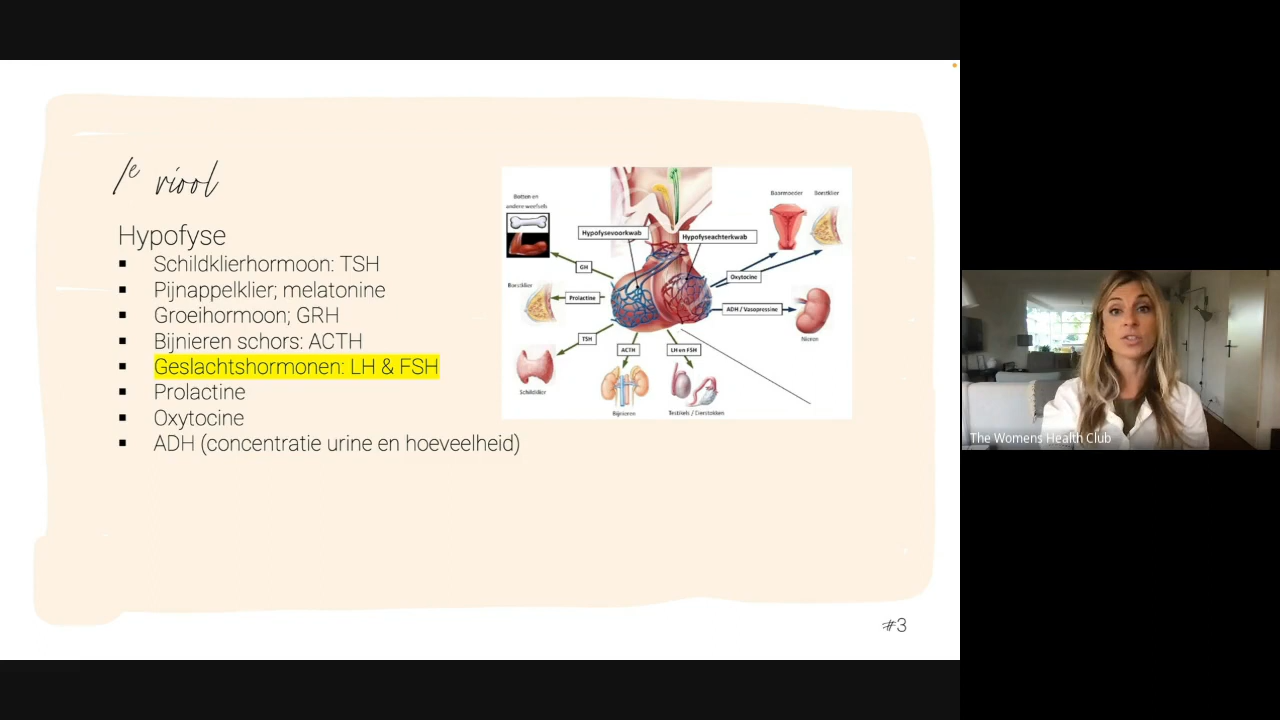 1e viool
Hypofyse
▪ Schildklierhormoon: TSH
▪ Pijnappelklier; melatonine
▪ Groeihormoon; GRH
▪ Bijnieren schors: ACTH
▪ Geslachtshormonen: LH & FSH
▪ Prolactine
▪ Oxytocine
▪ ADH (concentratie urine en hoeveelheid)
Botten en
andere weefsels
Baarmoeder
Borstklier
Hypofysevoorkwab
Hypofyseachterkwab
GH
Oxytocine
Borstklier
Prolactine
ADH / Vasopressine
Nieren
TSH
ACTH
LH en FSH
Schildklier
Bijnieren
Testikels / Eierstokken
#3
The Womens Health Club